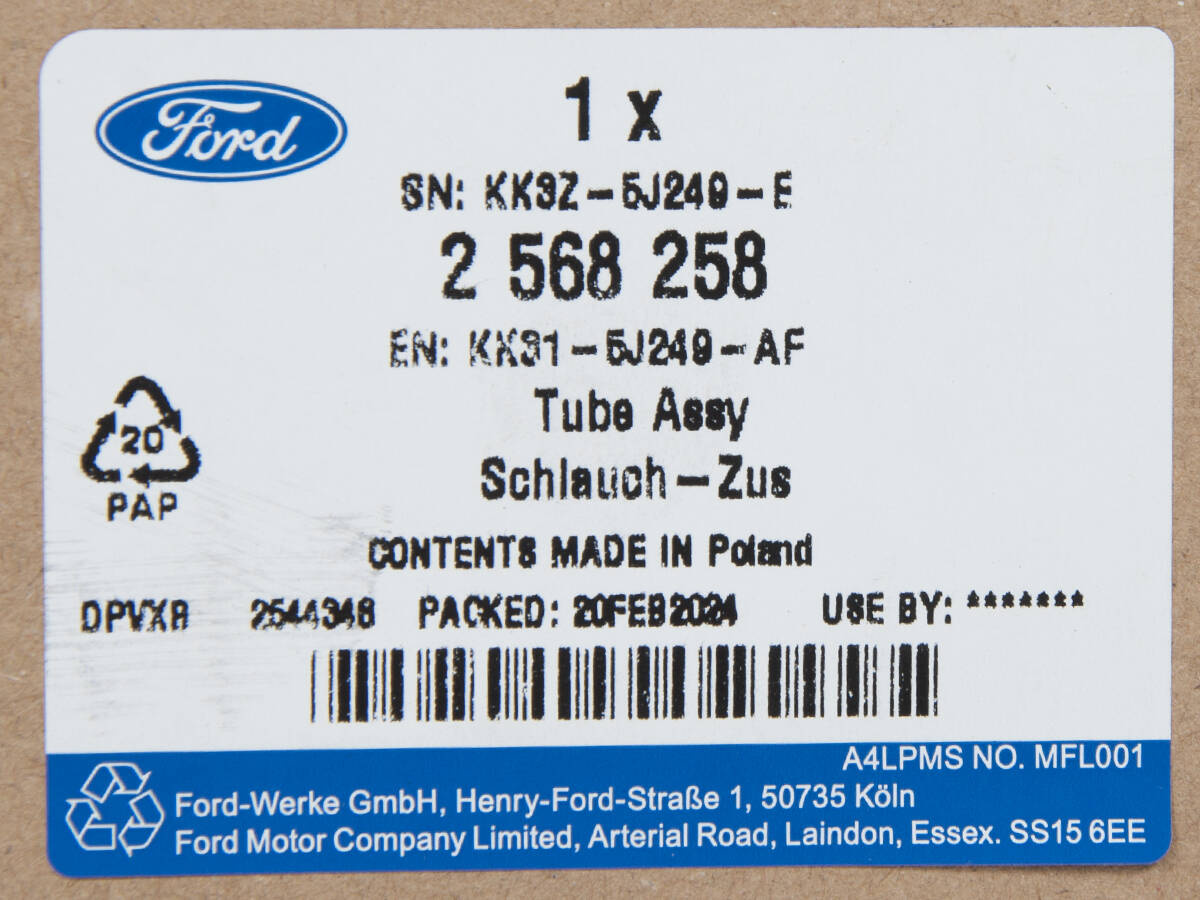 Ford
1 x
SN: KK3Z-5J249-E
2 568 258
EN: KK31-5J249-AF
Tube Assy
Schlauch-Zus
20
PAP
CONTENTS MADE IN Poland
DPVXR 2544348 PACKED: 20FEB2024 USE BY: *******
A4LPMS NO. MFL001
Ford-Werke GmbH, Henry-Ford-Straße 1, 50735 Köln
Ford Motor Company Limited, Arterial Road, Laindon, Essex. SS15 6EE